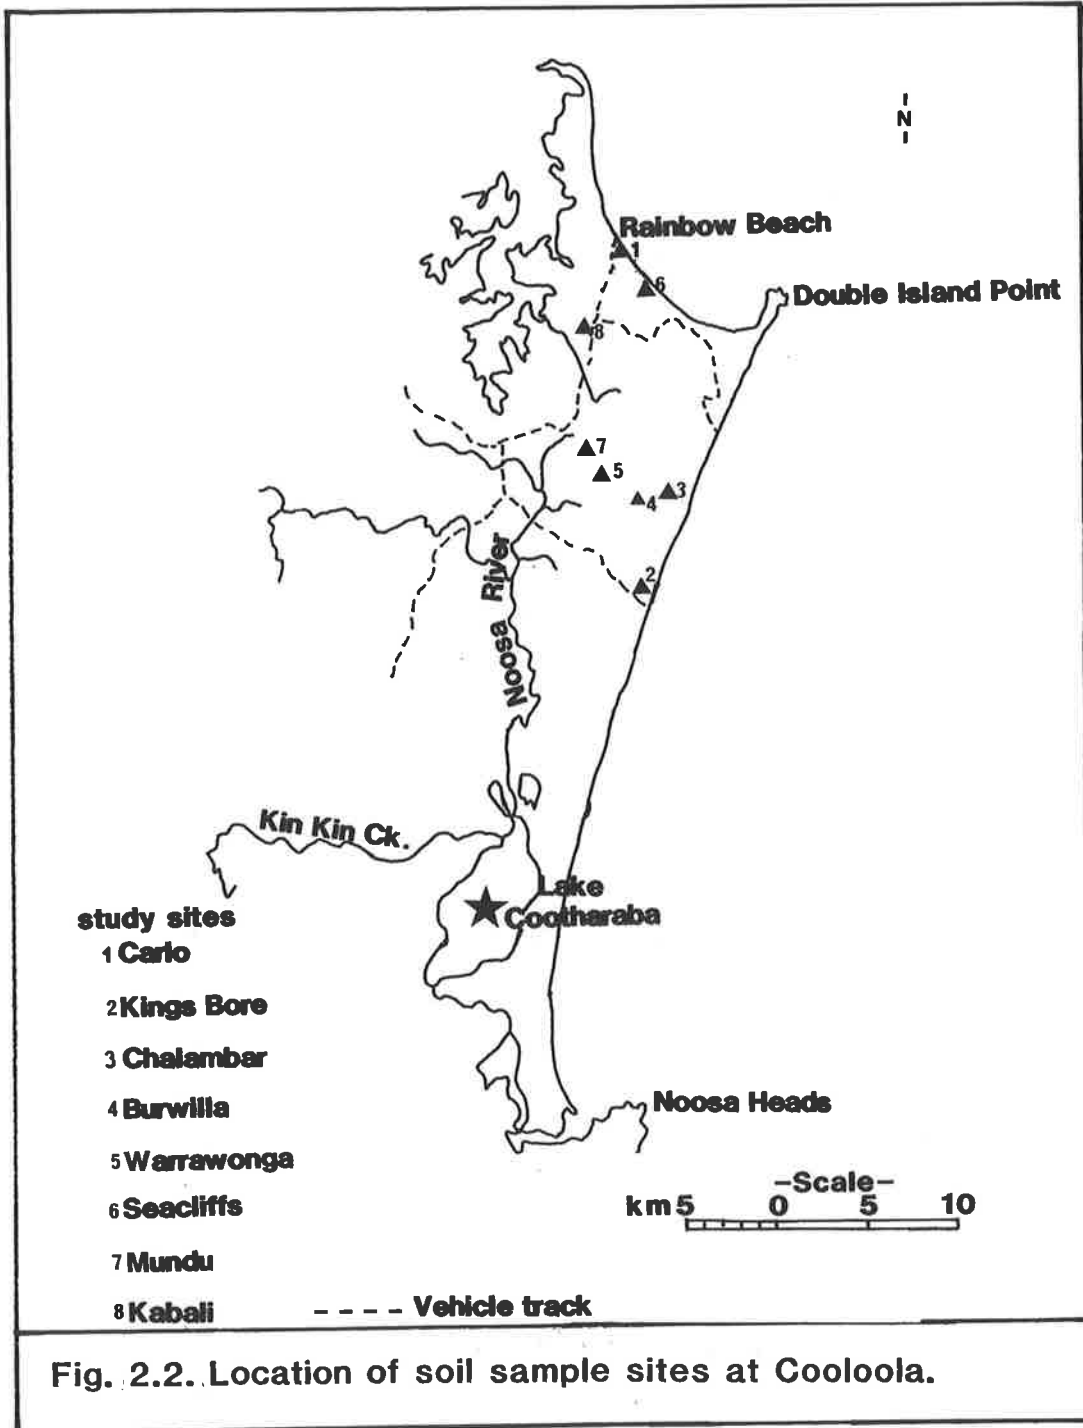 N
Rainbow Beach
1
6
Double Island Point
8
7
5
4
3
2
Noosa River
Kin Kin Ck.
Lake
Cootharaba
study sites
1 Carlo
2 Kings Bore
3 Chalambar
4 Burwilla
5 Warrawonga
6 Seacliffs
7 Mundu
8 Kabali
Noosa Heads
–Scale–
km 5 0 5 10
---- Vehicle track
Fig. 2.2. Location of soil sample sites at Cooloola.